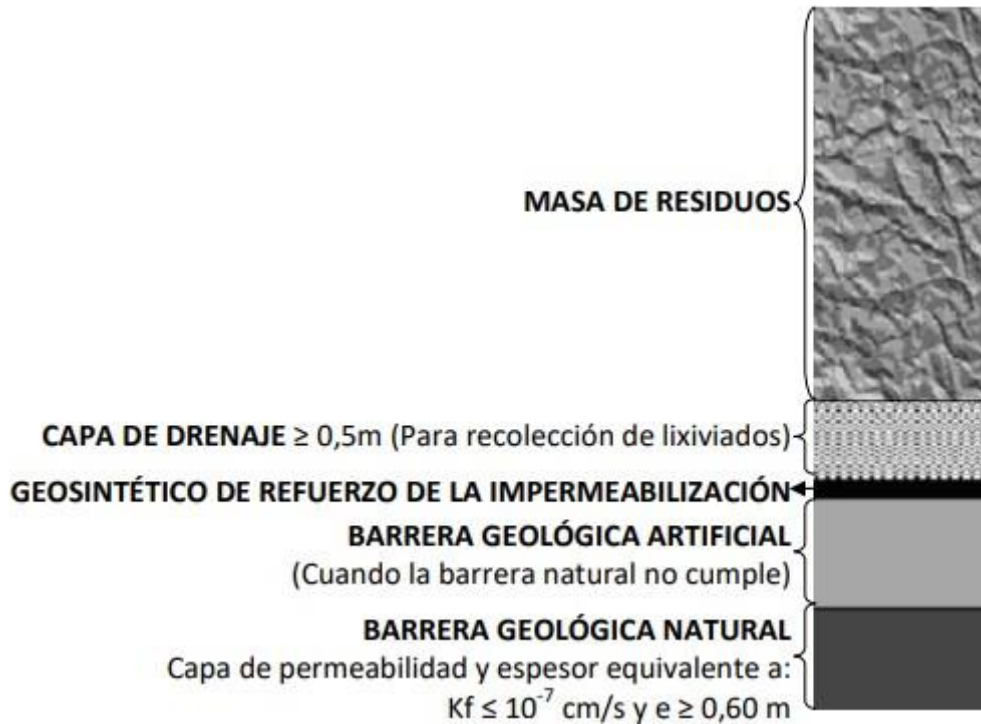 MASA DE RESIDUOS
CAPA DE DRENAJE ≥ 0,5m (Para recolección de lixiviados)
GEOSINTÉTICO DE REFUERZO DE LA IMPERMEABILIZACIÓN
BARRERA GEOLÓGICA ARTIFICIAL
(Cuando la barrera natural no cumple)
BARRERA GEOLÓGICA NATURAL
Capa de permeabilidad y espesor equivalente a:
Kf ≤ 10⁻⁷ cm/s y e ≥ 0,60 m